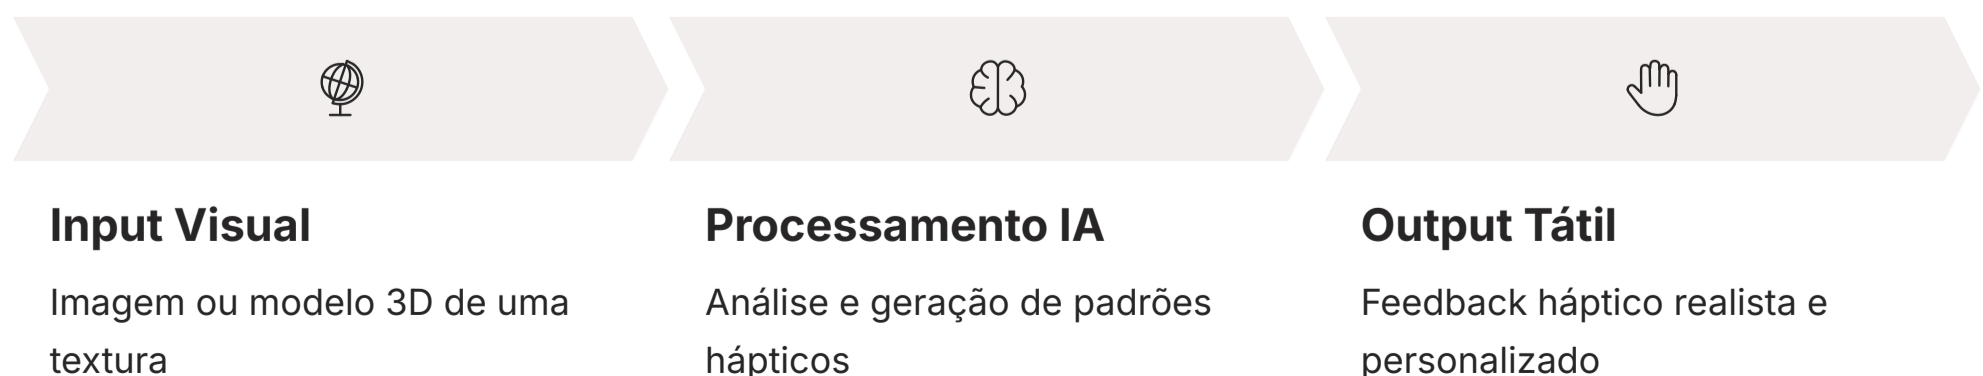 Input Visual
Imagem ou modelo 3D de uma
textura
Processamento IA
Análise e geração de padrões
hápticos
Output Tátil
Feedback háptico realista e
personalizado